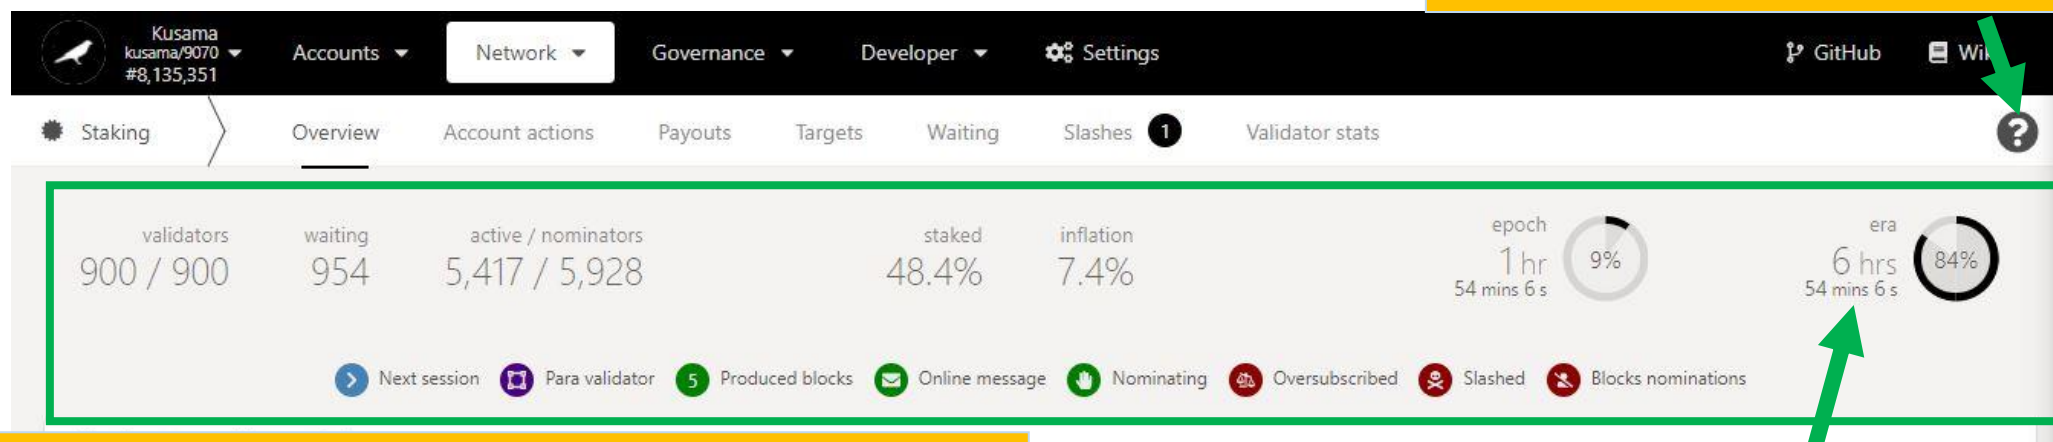 Kusama
kusama/9070
#8,135,351
Accounts
Network
Governance
Developer
Settings
GitHub
Staking
Overview
Account actions
Payouts
Targets
Waiting
Slashes 1
Validator stats
?
validators
900 / 900
waiting
954
active / nominators
5,417 / 5,928
staked
48.4%
inflation
7.4%
epoch
1 hr
54 mins 6 s
9%
era
6 hrs
54 mins 6 s
84%
Next session
Para validator
5 Produced blocks
Online message
Nominating
Oversubscribed
Slashed
Blocks nominations